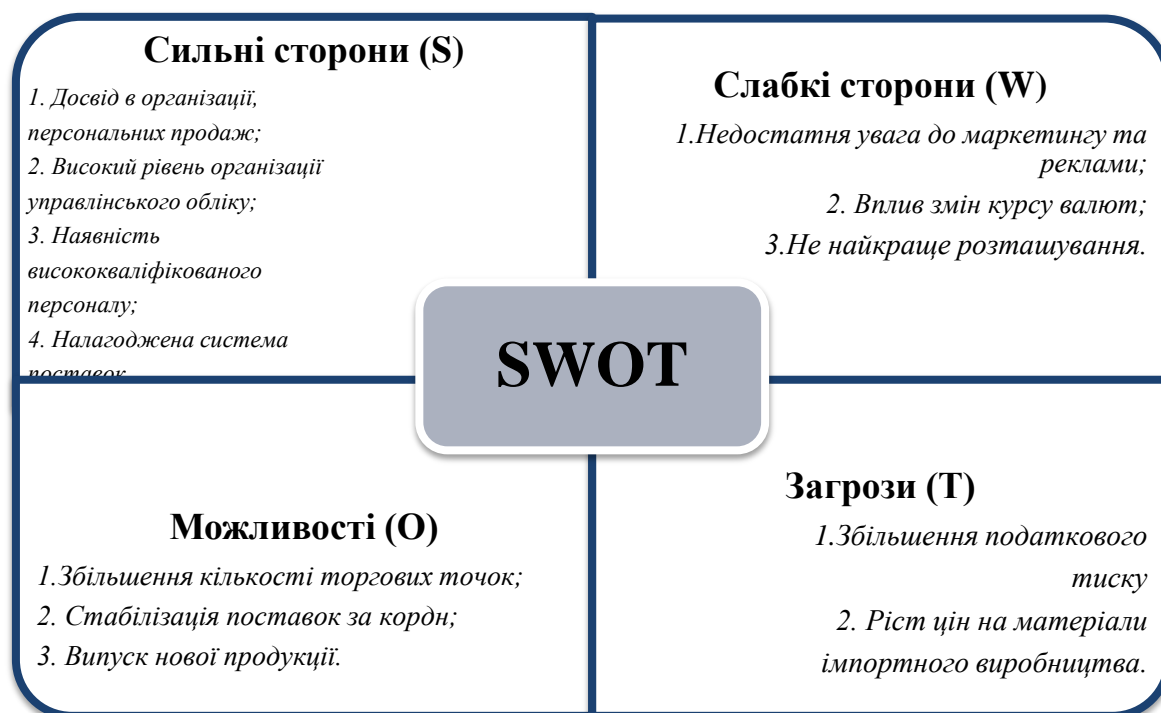 Сильні сторони (S)
1. Досвід в організації,
персональних продаж;
2. Високий рівень організації
управлінського обліку;
3. Наявність
висококваліфікованого
персоналу;
4. Налагоджена система
поставок
Слабкі сторони (W)
1.Недостатня увага до маркетингу та
реклами;
2. Вплив змін курсу валют;
3.Не найкраще розташування.
SWOT
Можливості (O)
1.Збільшення кількості торгових точок;
2. Стабілізація поставок за кордн;
3. Випуск нової продукції.
Загрози (T)
1.Збільшення податкового
тиску
2. Ріст цін на матеріали
імпортного виробництва.